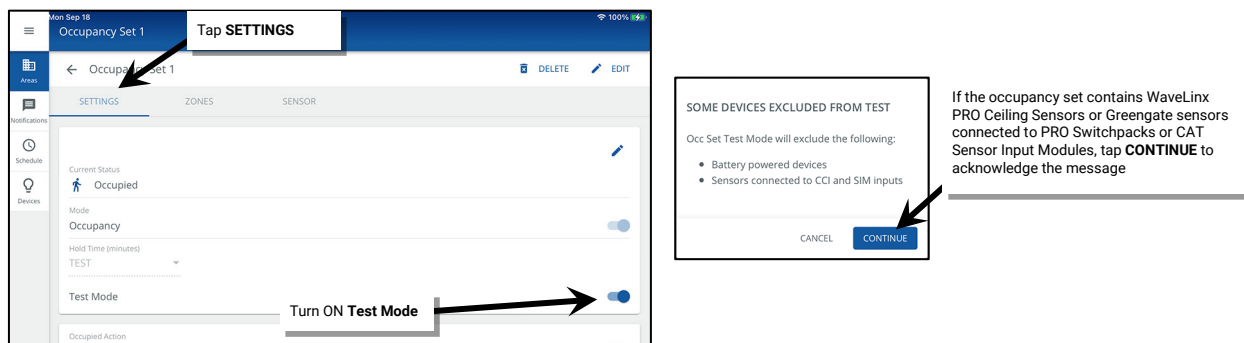 Mon Sep 18
100%
Occupancy Set 1
Tap SETTINGS
Areas
Occupancy Set 1
DELETE
EDIT
SETTINGS
ZONES
SENSOR
Notifications
Schedule
Devices
Current Status
Occupied
Mode
Occupancy
Hold Time (minutes)
TEST
Test Mode
Turn ON Test Mode
Occupied Action
SOME DEVICES EXCLUDED FROM TEST
Occ Set Test Mode will exclude the following:
• Battery powered devices
• Sensors connected to CCI and SIM inputs
CANCEL
CONTINUE
If the occupancy set contains WaveLinx
PRO Ceiling Sensors or Greengate sensors
connected to PRO Switchpacks or CAT
Sensor Input Modules, tap CONTINUE to
acknowledge the message